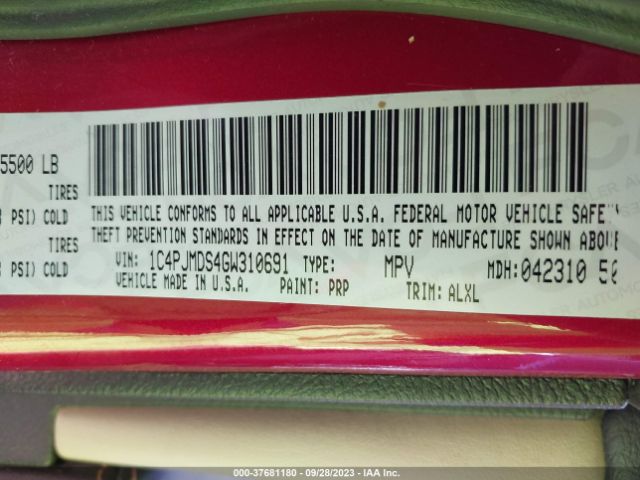 5500 LB
TIRES
PSI) COLD
TIRES
PSI) COLD
THIS VEHICLE CONFORMS TO ALL APPLICABLE U.S.A. FEDERAL MOTOR VEHICLE SAFE
THEFT PREVENTION STANDARDS IN EFFECT ON THE DATE OF MANUFACTURE SHOWN ABOV
VIN: 1C4PJMDS4GW310691 TYPE: MPV MDH: 042310
VEHICLE MADE IN U.S.A. PAINT: PRP TRIM: ALXL
000-37681180 | 09/28/2023 | IAA Inc.